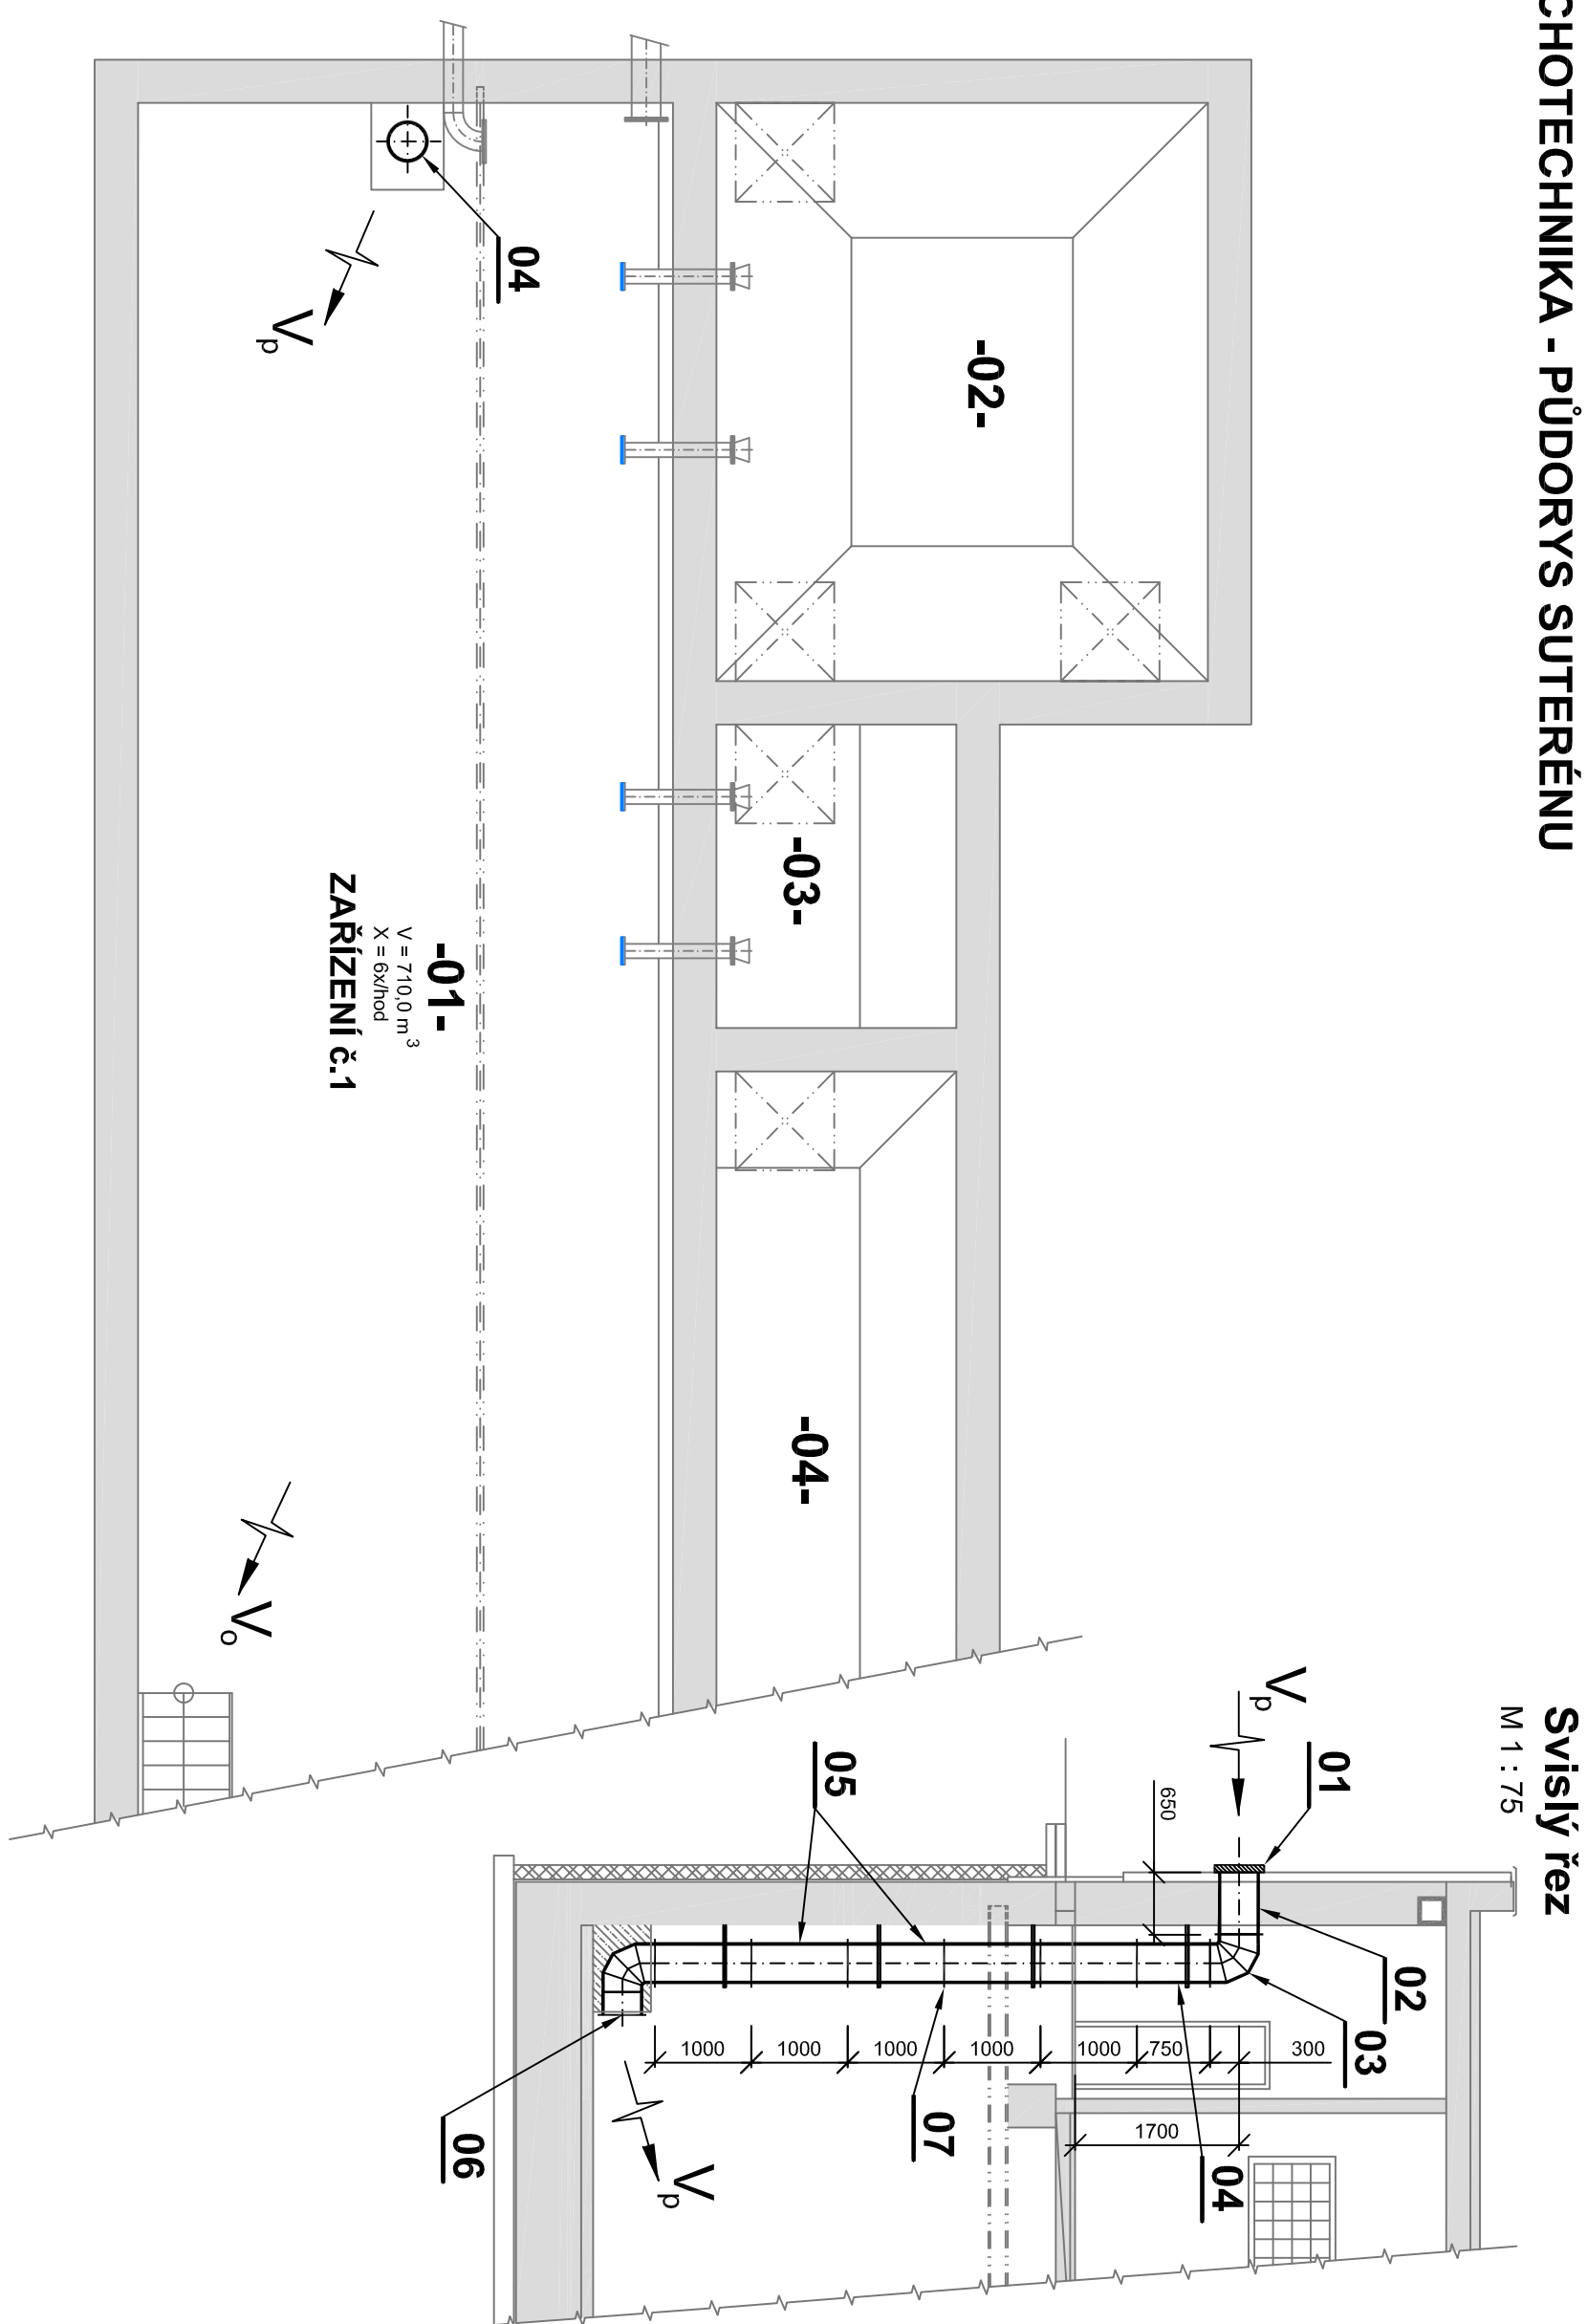 CHOTECHNIKA - PŮDORYS SUTERÉNU
-02-
04
Vp
-03-
-01-
V = 710,0 m3
X = 6x/hod
ZAŘÍZENÍ č.1
-04-
Vo
Svislý řez
M 1 : 75
Vp
01
02
03
05
650
300
750
1000
1000
1000
1000
1000
1700
04
07
06
Vp